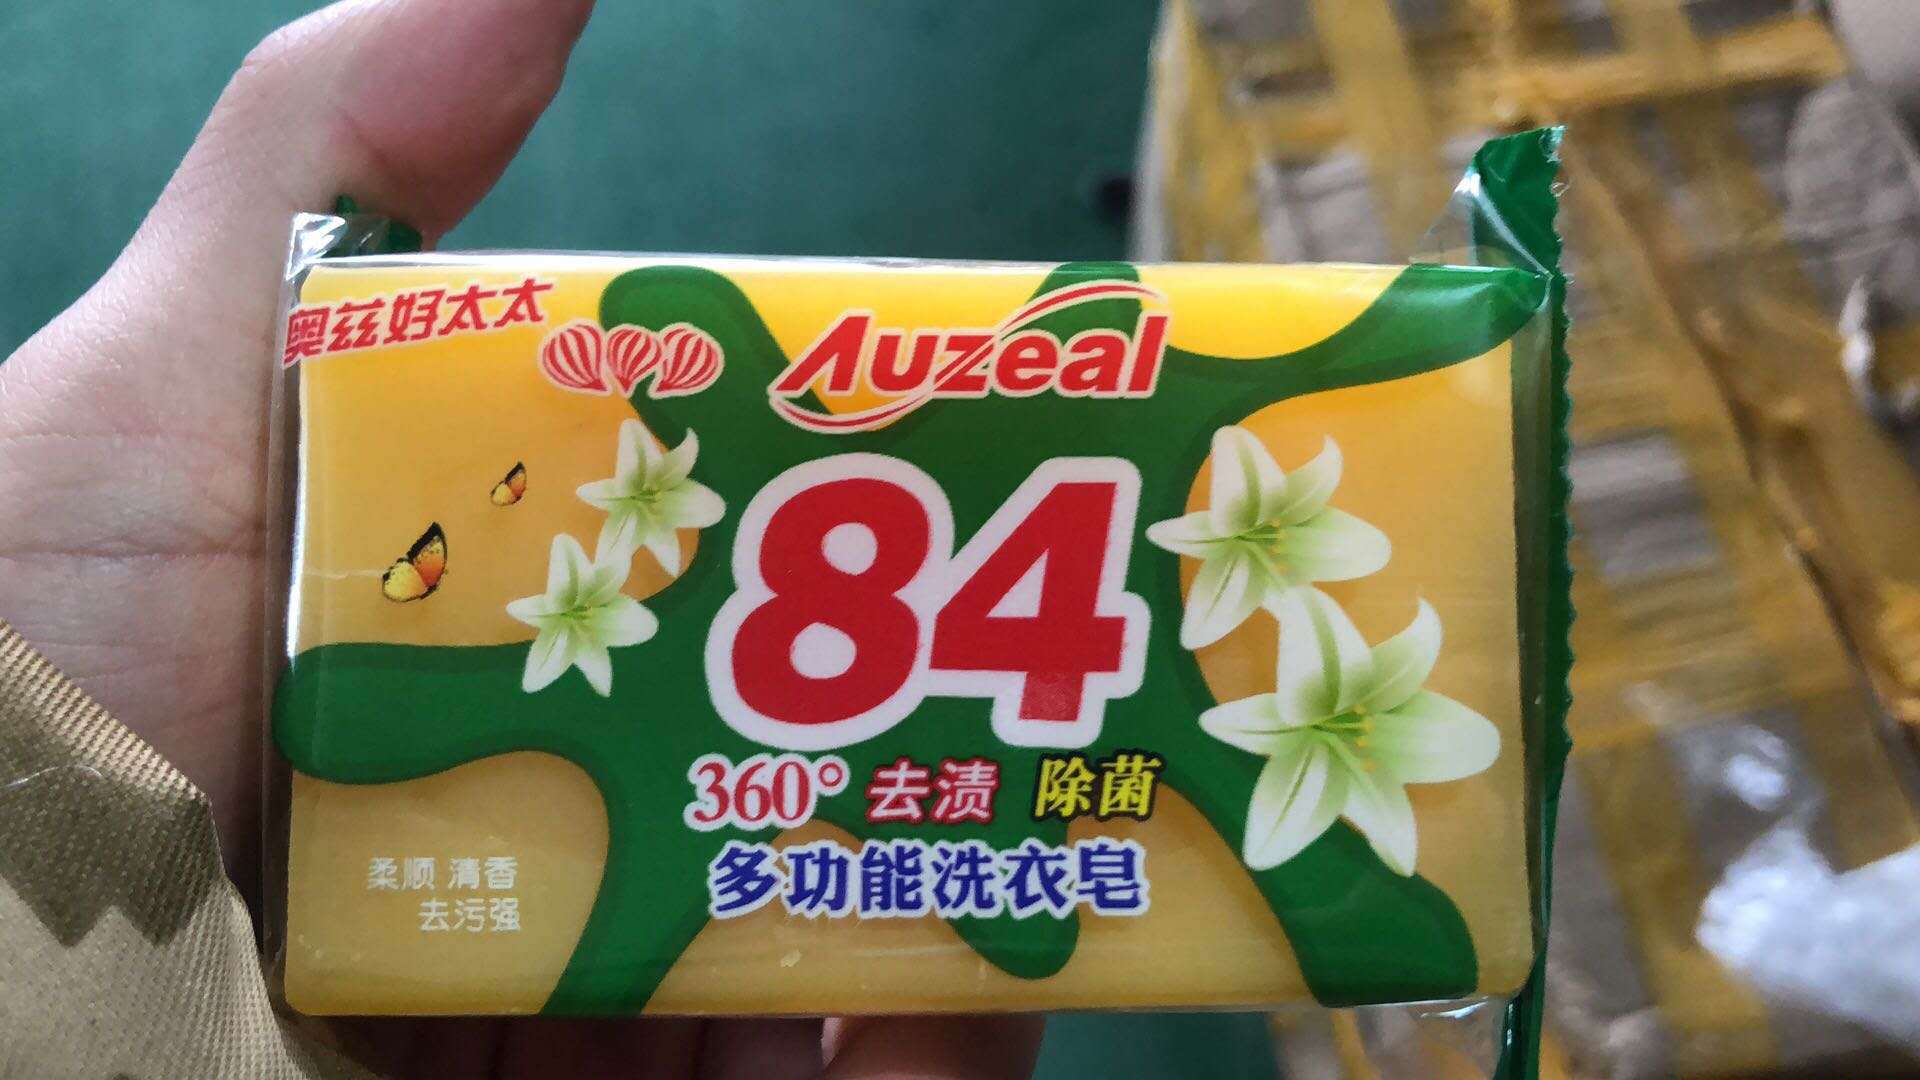 奥兹好太太
Auzeal
84
360° 去渍 除菌
多功能洗衣皂
柔顺 清香
去污强